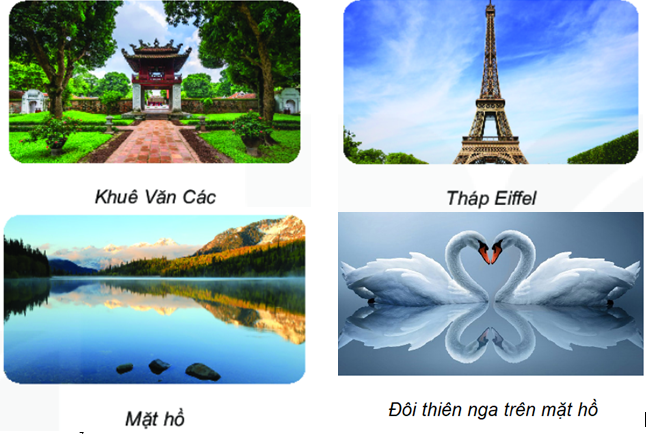 Khuê Văn Các
Tháp Eiffel
Mặt hồ
Đôi thiên nga trên mặt hồ